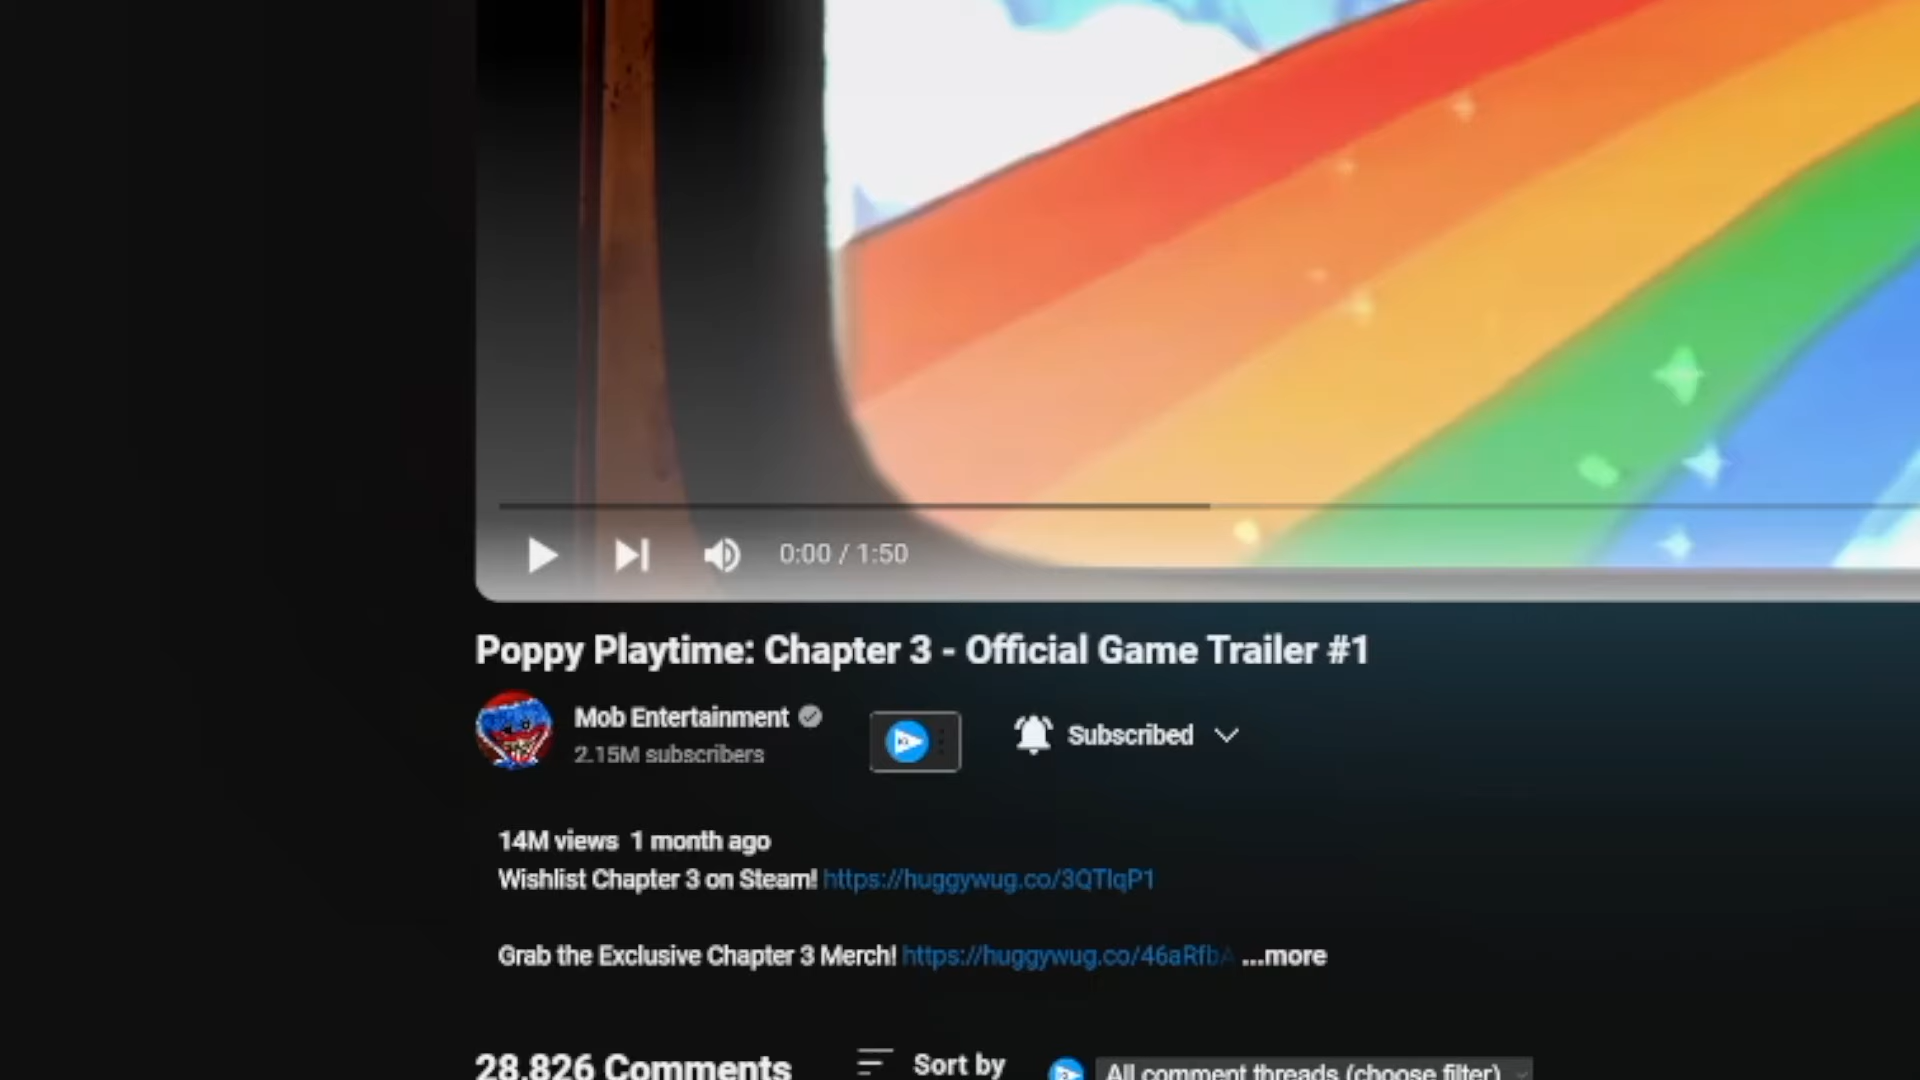 0:00 / 1:50
Poppy Playtime: Chapter 3 - Official Game Trailer #1
Mob Entertainment
2.15M subscribers
Subscribed
14M views 1 month ago
Wishlist Chapter 3 on Steam! https://huggywug.co/3QTlqP1
Grab the Exclusive Chapter 3 Merch! https://huggywug.co/46aRfbA ...more
28,826 Comments
Sort by
All comment threads (choose filter)